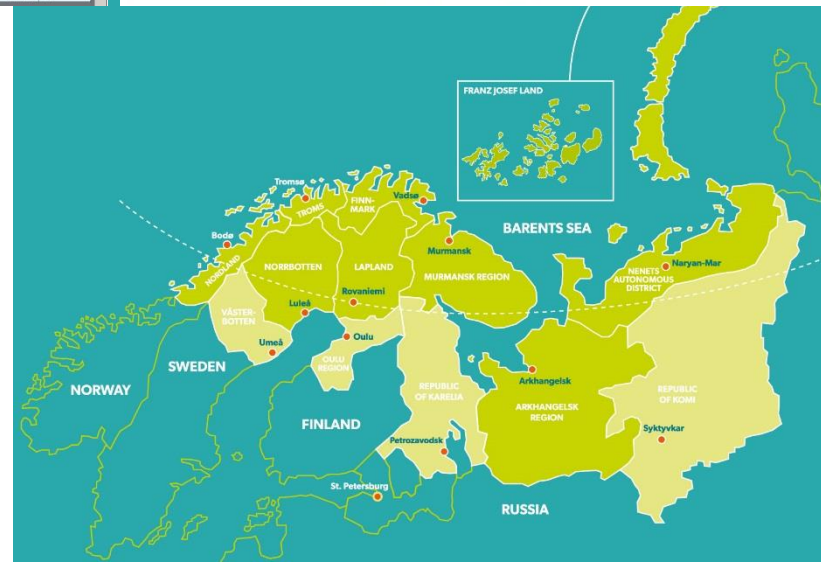 FRANZ JOSEF LAND
Tromsø
TROMS
FINN-
MARK
Vadsø
BARENTS SEA
Bodø
Murmansk
NORDLAND
NORRBOTTEN
LAPLAND
MURMANSK REGION
Naryan-Mar
NENETS
AUTONOMOUS
DISTRICT
Rovaniemi
Luleå
VÄSTER-
BOTTEN
Oulu
Umeå
OULU
REGION
SWEDEN
NORWAY
Arkhangelsk
REPUBLIC
OF KARELIA
REPUBLIC
OF KOMI
ARKHANGELSK
REGION
FINLAND
Syktyvkar
Petrozavodsk
St. Petersburg
RUSSIA